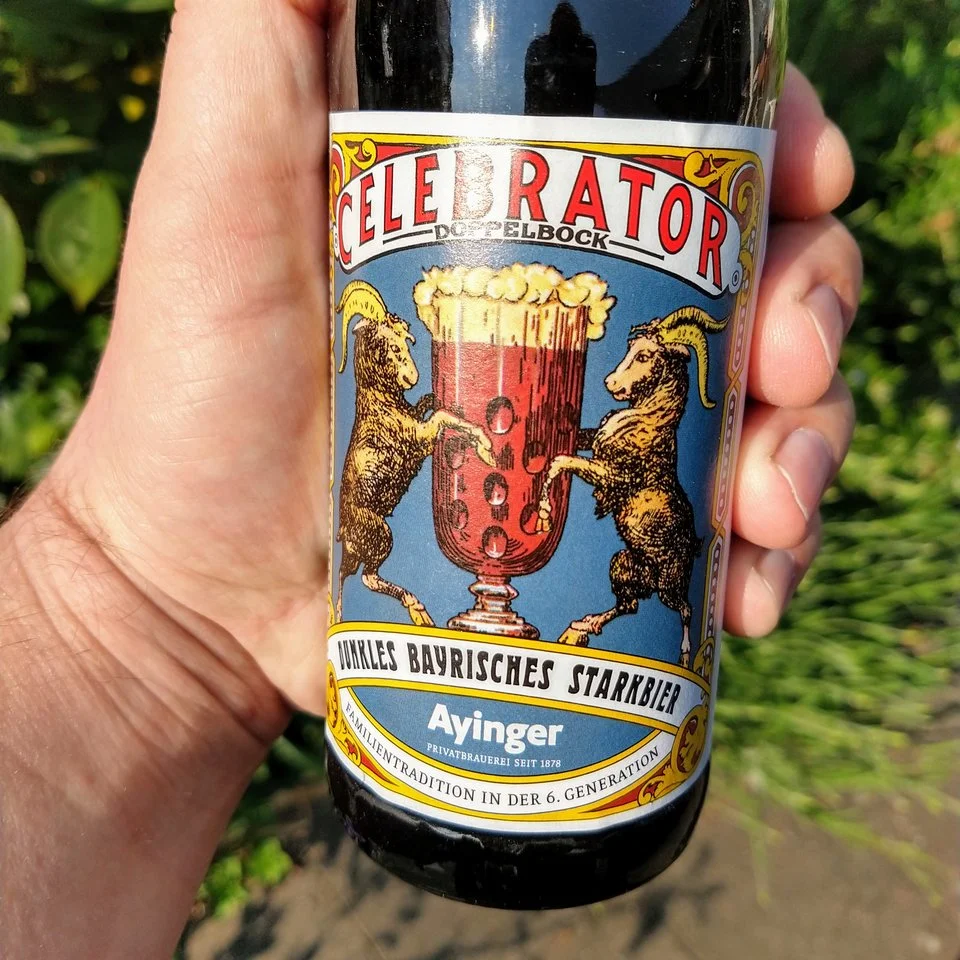 CELEBRATOR
DOPPELBOCK
DUNKLES BAYRISCHES STARKBIER
Ayinger
PRIVATBRAUEREI SEIT 1878
FAMILIENTRADITION IN DER 6. GENERATION